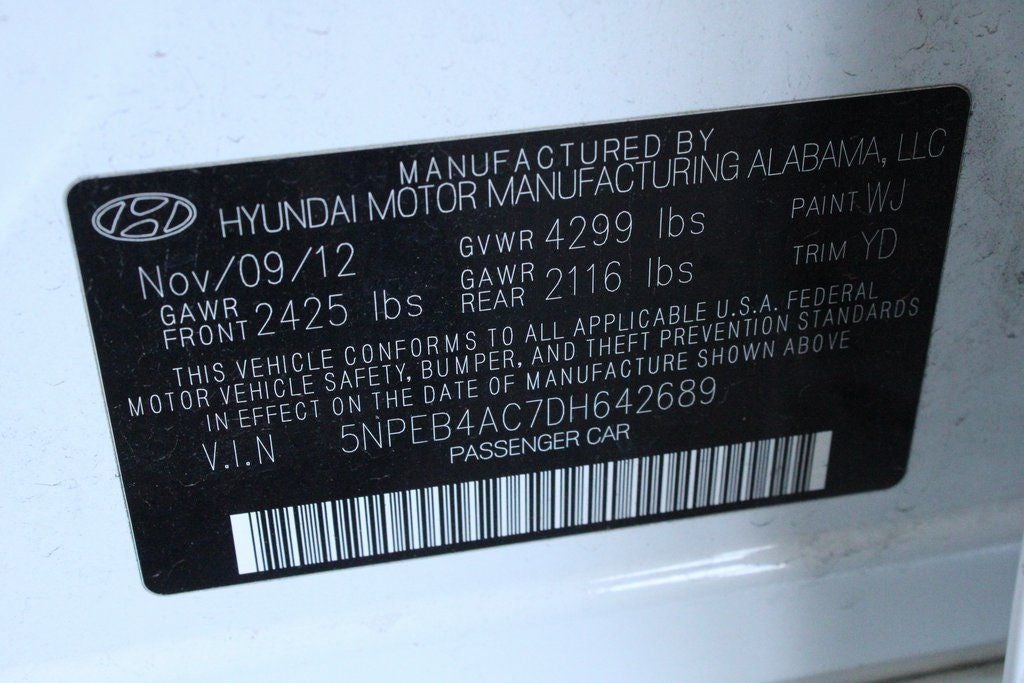 MANUFACTURED BY
HYUNDAI MOTOR MANUFACTURING ALABAMA, LLC
Nov/09/12 GVWR 4299 lbs PAINT WJ
GAWR FRONT 2425 lbs GAWR REAR 2116 lbs TRIM YD
THIS VEHICLE CONFORMS TO ALL APPLICABLE U.S.A. FEDERAL
MOTOR VEHICLE SAFETY, BUMPER, AND THEFT PREVENTION STANDARDS
IN EFFECT ON THE DATE OF MANUFACTURE SHOWN ABOVE
V.I.N 5NPEB4AC7DH642689
PASSENGER CAR